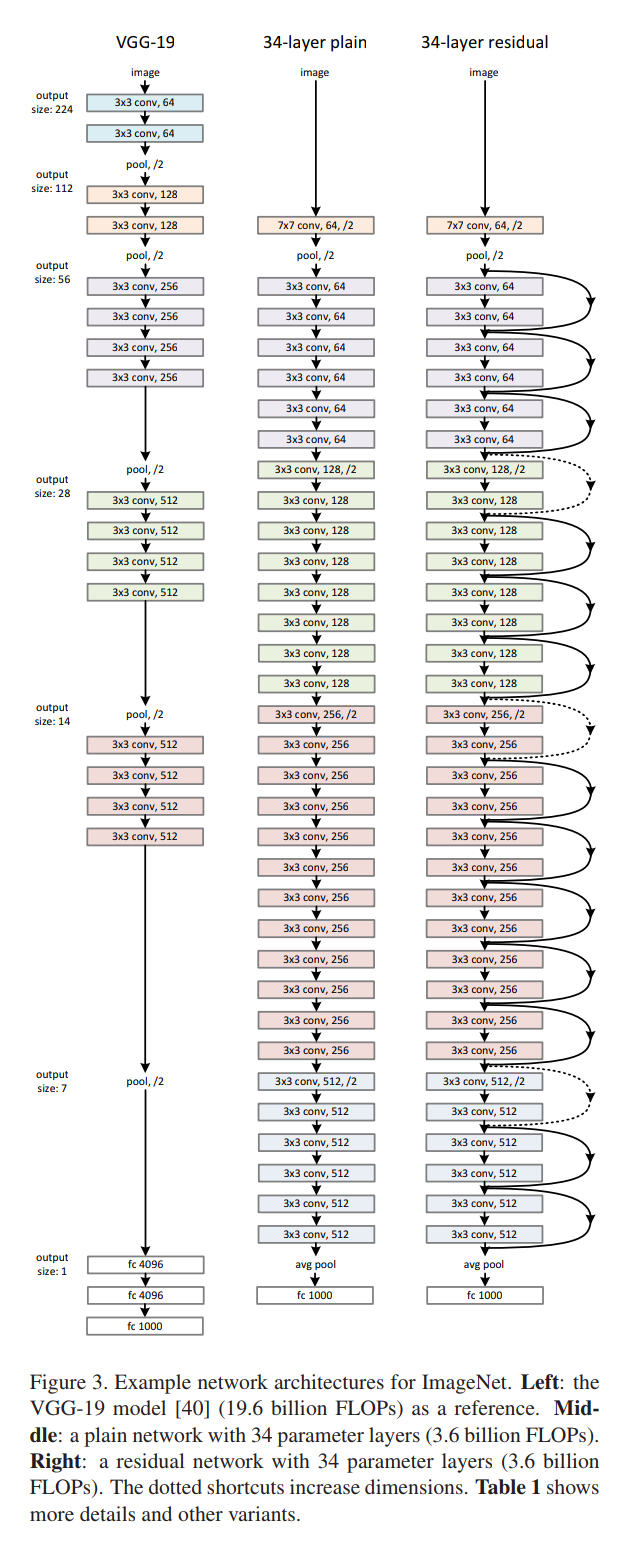 VGG-19
image
output
size: 224
3x3 conv, 64
3x3 conv, 64
pool, /2
output
size: 112
3x3 conv, 128
3x3 conv, 128
pool, /2
output
size: 56
3x3 conv, 256
3x3 conv, 256
3x3 conv, 256
3x3 conv, 256
pool, /2
output
size: 28
3x3 conv, 512
3x3 conv, 512
3x3 conv, 512
3x3 conv, 512
pool, /2
output
size: 14
3x3 conv, 512
3x3 conv, 512
3x3 conv, 512
3x3 conv, 512
output
size: 7
pool, /2
output
size: 1
fc 4096
fc 4096
fc 1000
34-layer plain
image
7x7 conv, 64, /2
pool, /2
3x3 conv, 64
3x3 conv, 64
3x3 conv, 64
3x3 conv, 64
3x3 conv, 64
3x3 conv, 64
3x3 conv, 128, /2
3x3 conv, 128
3x3 conv, 128
3x3 conv, 128
3x3 conv, 128
3x3 conv, 128
3x3 conv, 128
3x3 conv, 128
3x3 conv, 256, /2
3x3 conv, 256
3x3 conv, 256
3x3 conv, 256
3x3 conv, 256
3x3 conv, 256
3x3 conv, 256
3x3 conv, 256
3x3 conv, 256
3x3 conv, 256
3x3 conv, 256
3x3 conv, 256
3x3 conv, 512, /2
3x3 conv, 512
3x3 conv, 512
3x3 conv, 512
3x3 conv, 512
3x3 conv, 512
avg pool
fc 1000
34-layer residual
image
7x7 conv, 64, /2
pool, /2
3x3 conv, 64
3x3 conv, 64
3x3 conv, 64
3x3 conv, 64
3x3 conv, 64
3x3 conv, 64
3x3 conv, 128, /2
3x3 conv, 128
3x3 conv, 128
3x3 conv, 128
3x3 conv, 128
3x3 conv, 128
3x3 conv, 128
3x3 conv, 128
3x3 conv, 256, /2
3x3 conv, 256
3x3 conv, 256
3x3 conv, 256
3x3 conv, 256
3x3 conv, 256
3x3 conv, 256
3x3 conv, 256
3x3 conv, 256
3x3 conv, 256
3x3 conv, 256
3x3 conv, 256
3x3 conv, 512, /2
3x3 conv, 512
3x3 conv, 512
3x3 conv, 512
3x3 conv, 512
3x3 conv, 512
avg pool
fc 1000
Figure 3. Example network architectures for ImageNet. Left: the
VGG-19 model [40] (19.6 billion FLOPs) as a reference. Mid-
dle: a plain network with 34 parameter layers (3.6 billion FLOPs).
Right: a residual network with 34 parameter layers (3.6 billion
FLOPs). The dotted shortcuts increase dimensions. Table 1 shows
more details and other variants.